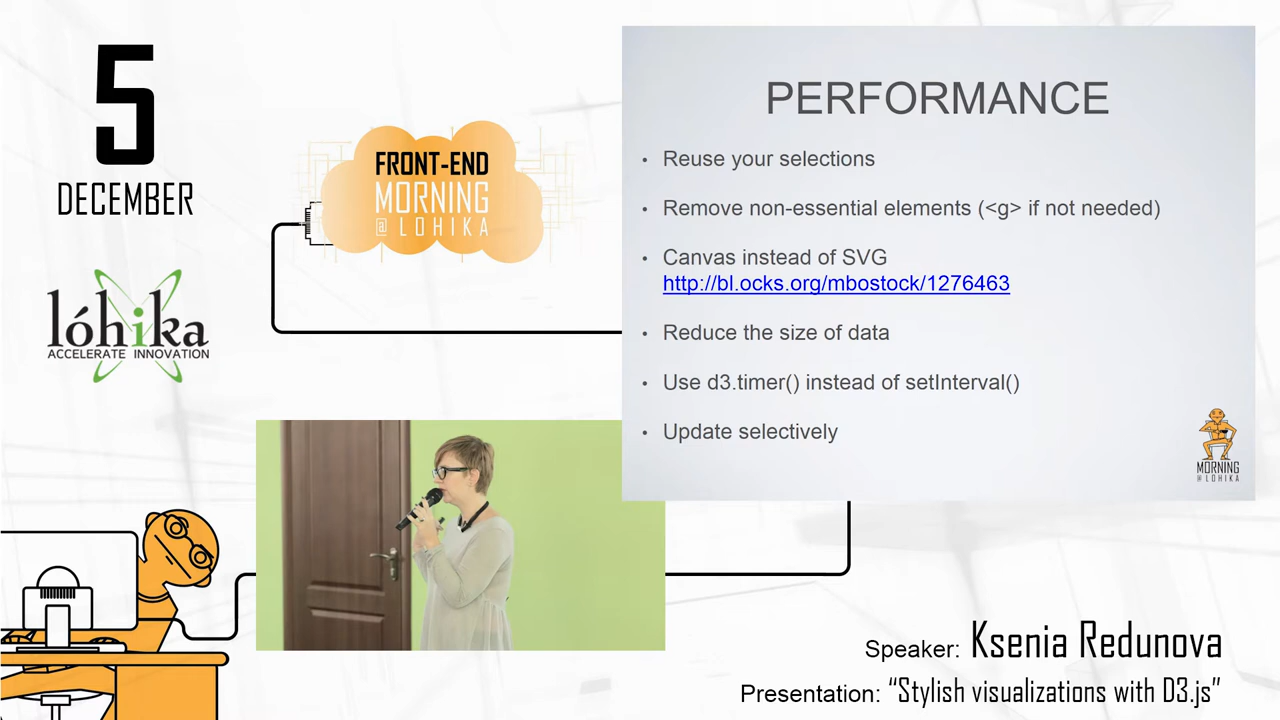 5
DECEMBER
lóhika
ACCELERATE INNOVATION
FRONT-END
MORNING
@ LOHIKA
PERFORMANCE
• Reuse your selections
• Remove non-essential elements (<g> if not needed)
• Canvas instead of SVG
http://bl.ocks.org/mbostock/1276463
• Reduce the size of data
• Use d3.timer() instead of setInterval()
• Update selectively
MORNING
@ LOHIKA
Speaker: Ksenia Redunova
Presentation: “Stylish visualizations with D3.js”